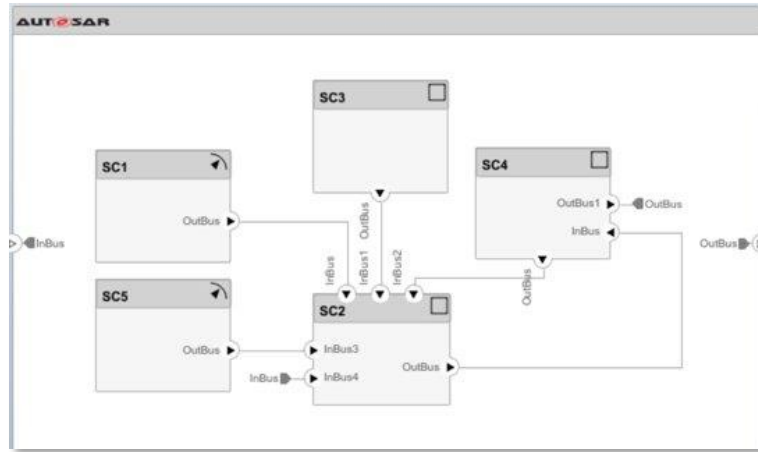 AUTOSAR
SC3
SC1
SC4
OutBus
OutBus1
OutBus
OutBus
InBus
InBus
OutBus
InBus
InBus1
InBus2
OutBus
SC5
SC2
OutBus
InBus3
OutBus
InBus
InBus4